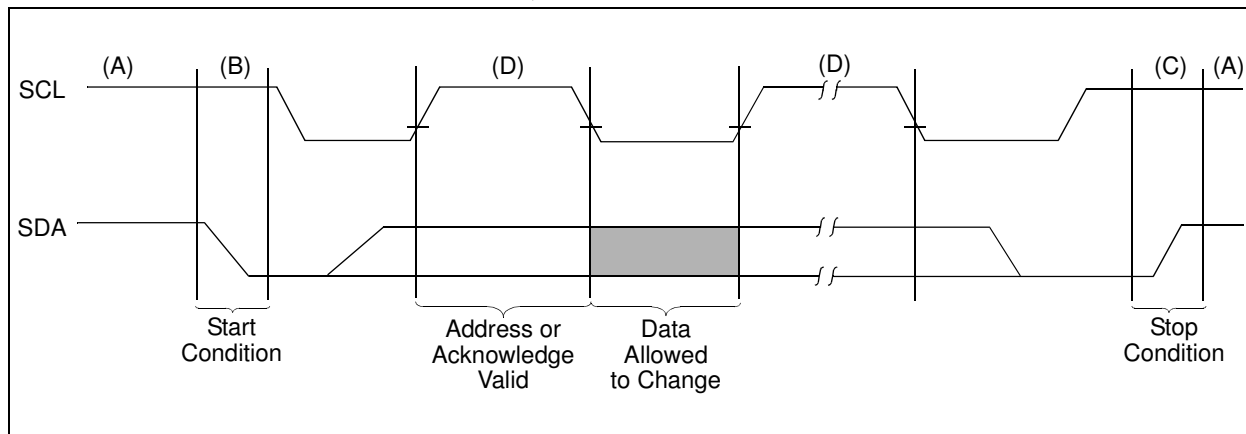 (A) (B) (D) (D) (C) (A)
SCL
SDA
Start
Condition
Address or
Acknowledge
Valid
Data
Allowed
to Change
Stop
Condition